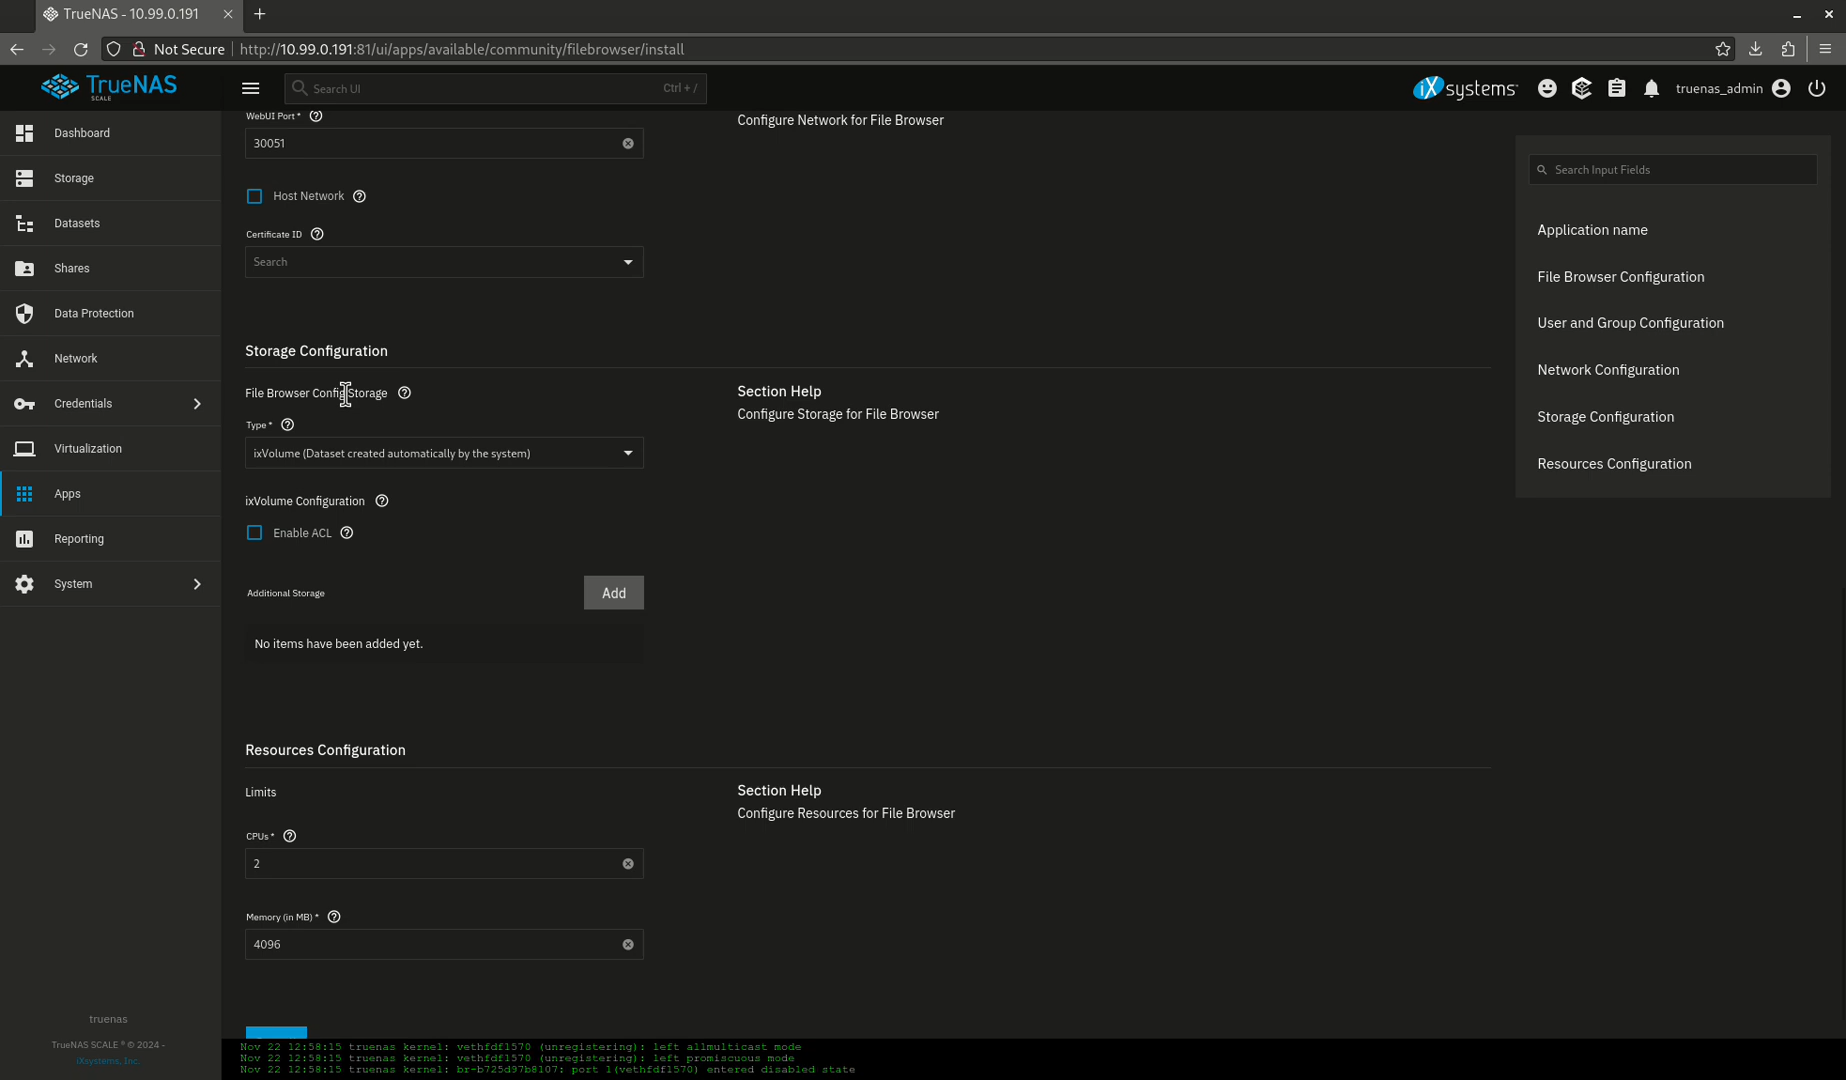 TrueNAS - 10.99.0.191
Not Secure
http://10.99.0.191:81/ui/apps/available/community/filebrowser/install
TrueNAS
SCALE
Search UI
Ctrl + /
iXsystems
truenas_admin
Dashboard
Storage
Datasets
Shares
Data Protection
Network
Credentials
Virtualization
Apps
Reporting
System
truenas
TrueNAS SCALE ® © 2024 -
iXsystems, Inc.
WebUI Port *
30051
Host Network
Certificate ID
Search
Configure Network for File Browser
Storage Configuration
File Browser Config Storage
Type *
ixVolume (Dataset created automatically by the system)
ixVolume Configuration
Enable ACL
Additional Storage
Add
No items have been added yet.
Section Help
Configure Storage for File Browser
Resources Configuration
Limits
CPUs *
2
Memory (in MB) *
4096
Section Help
Configure Resources for File Browser
Search Input Fields
Application name
File Browser Configuration
User and Group Configuration
Network Configuration
Storage Configuration
Resources Configuration
Nov 22 12:58:15 truenas kernel: vethfdf1570 (unregistering): left allmulticast mode
Nov 22 12:58:15 truenas kernel: vethfdf1570 (unregistering): left promiscuous mode
Nov 22 12:58:15 truenas kernel: br-b725d97b8107: port 1(vethfdf1570) entered disabled state